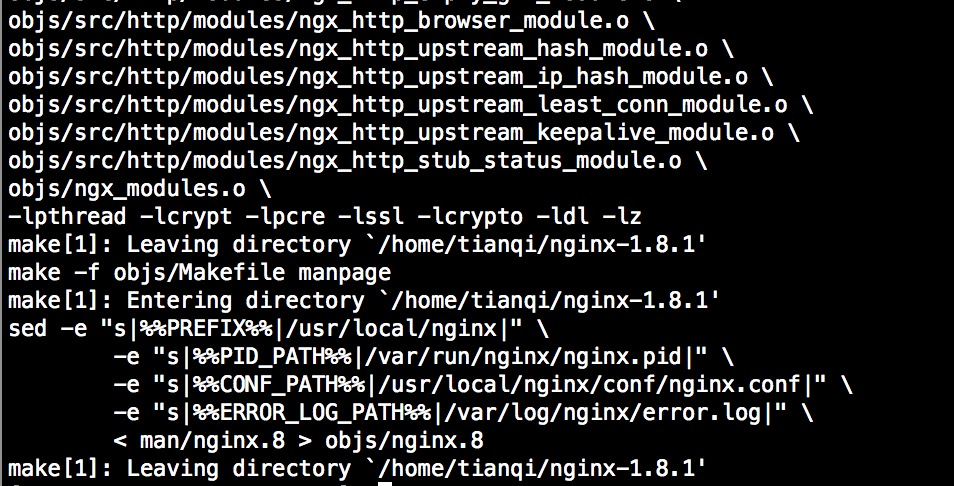 objs/src/http/modules/ngx_http_browser_module.o \
objs/src/http/modules/ngx_http_upstream_hash_module.o \
objs/src/http/modules/ngx_http_upstream_ip_hash_module.o \
objs/src/http/modules/ngx_http_upstream_least_conn_module.o \
objs/src/http/modules/ngx_http_upstream_keepalive_module.o \
objs/src/http/modules/ngx_http_stub_status_module.o \
objs/ngx_modules.o \
-lpthread -lcrypt -lpcre -lssl -lcrypto -ldl -lz
make[1]: Leaving directory `/home/tianqi/nginx-1.8.1'
make -f objs/Makefile manpage
make[1]: Entering directory `/home/tianqi/nginx-1.8.1'
sed -e "s|%%PREFIX%%|/usr/local/nginx|" \
        -e "s|%%PID_PATH%%|/var/run/nginx/nginx.pid|" \
        -e "s|%%CONF_PATH%%|/usr/local/nginx/conf/nginx.conf|" \
        -e "s|%%ERROR_LOG_PATH%%|/var/log/nginx/error.log|" \
        < man/nginx.8 > objs/nginx.8
make[1]: Leaving directory `/home/tianqi/nginx-1.8.1'